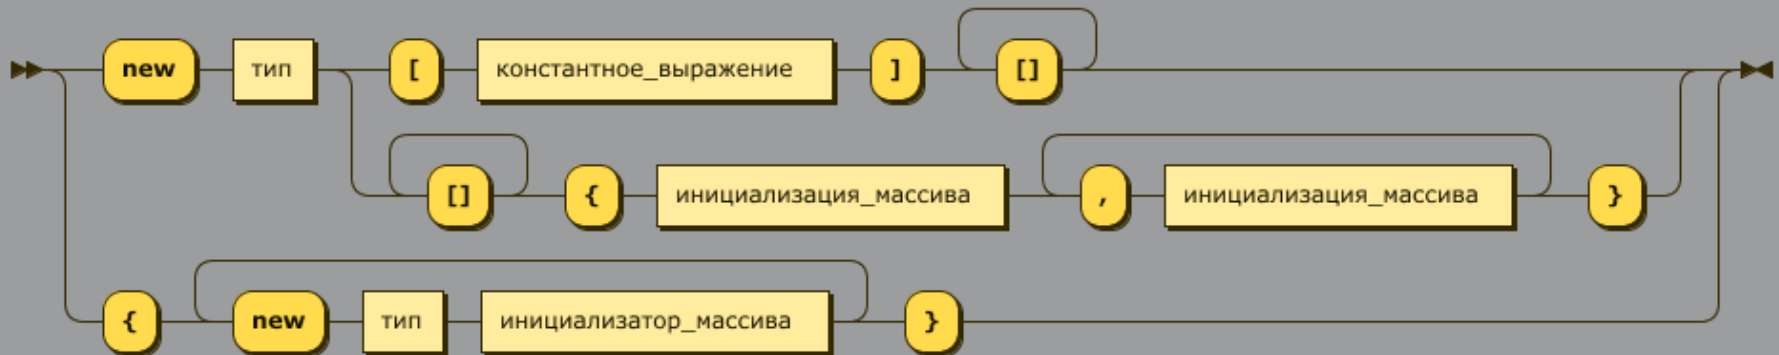 new тип [ константное_выражение ] []
[] { инициализация_массива , инициализация_массива }
{ new тип инициализатор_массива }